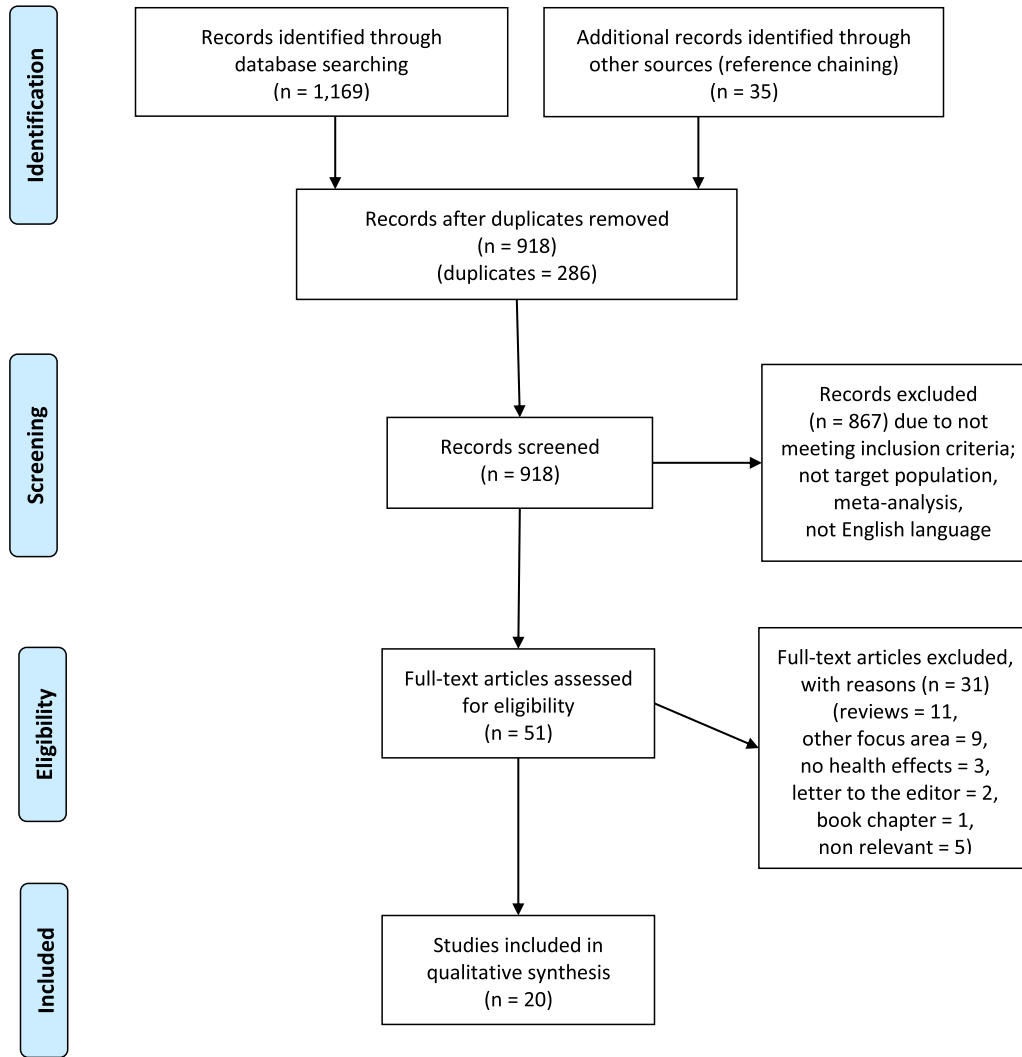 Identification
Records identified through
database searching
(n = 1,169)
Additional records identified through
other sources (reference chaining)
(n = 35)
Records after duplicates removed
(n = 918)
(duplicates = 286)
Screening
Records screened
(n = 918)
Records excluded
(n = 867) due to not
meeting inclusion criteria;
not target population,
meta-analysis,
not English language
Eligibility
Full-text articles assessed
for eligibility
(n = 51)
Full-text articles excluded,
with reasons (n = 31)
(reviews = 11,
other focus area = 9,
no health effects = 3,
letter to the editor = 2,
book chapter = 1,
non relevant = 5)
Included
Studies included in
qualitative synthesis
(n = 20)